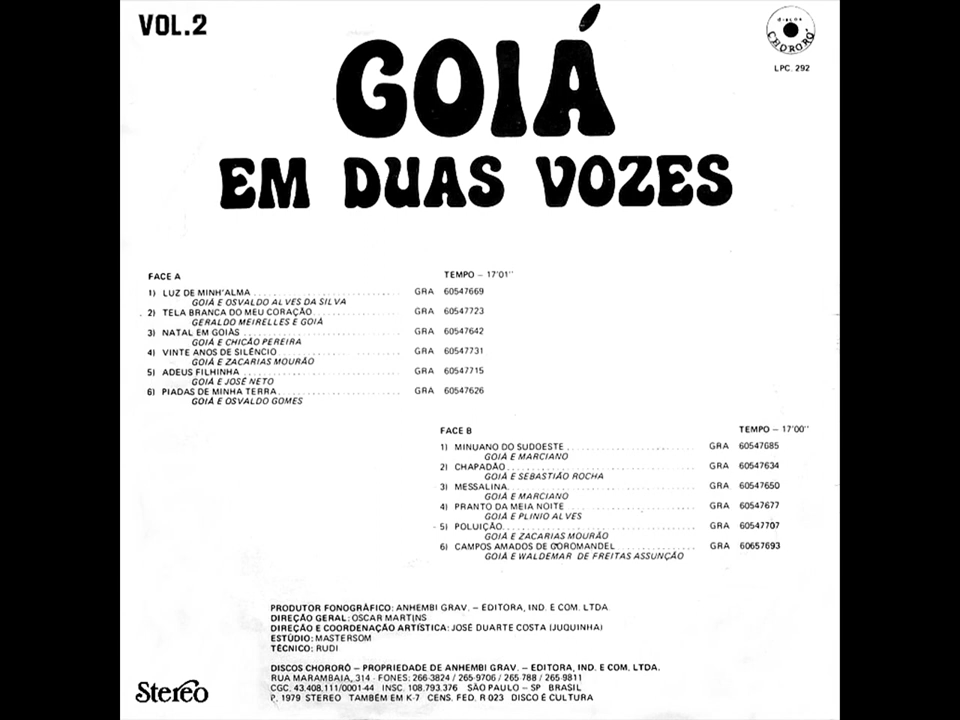 VOL.2
DISCOS
CHORORÓ
LPC. 292
GOIÁ
EM DUAS VOZES
FACE A TEMPO – 17'01"
1) LUZ DE MINH'ALMA GRA 60547669
GOIÁ E OSVALDO ALVES DA SILVA
2) TELA BRANCA DO MEU CORAÇÃO GRA 60547723
GERALDO MEIRELLES E GOIÁ
3) NATAL EM GOIÁS GRA 60547642
GOIÁ E CHICÃO PEREIRA
4) VINTE ANOS DE SILÊNCIO GRA 60547731
GOIÁ E ZACARIAS MOURÃO
5) ADEUS FILHINHA GRA 60547715
GOIÁ E JOSÉ NETO
6) PIADAS DE MINHA TERRA GRA 60547626
GOIÁ E OSVALDO GOMES
FACE B TEMPO – 17'00"
1) MINUANO DO SUDOESTE GRA 60547685
GOIÁ E MARCIANO
2) CHAPADÃO GRA 60547634
GOIÁ E SEBASTIÃO ROCHA
3) MESSALINA GRA 60547650
GOIÁ E MARCIANO
4) PRANTO DA MEIA NOITE GRA 60547677
GOIÁ E PLINIO ALVES
5) POLUIÇÃO GRA 60547707
GOIÁ E ZACARIAS MOURÃO
6) CAMPOS AMADOS DE COROMANDEL GRA 60657693
GOIÁ E WALDEMAR DE FREITAS ASSUNÇÃO
PRODUTOR FONOGRÁFICO: ANHEMBI GRAV. – EDITORA, IND. E COM. LTDA
DIREÇÃO GERAL: OSCAR MARTINS
DIREÇÃO E COORDENAÇÃO ARTÍSTICA: JOSÉ DUARTE COSTA (JUQUINHA)
ESTÚDIO: MASTERSOM
TÉCNICO: RUDI
DISCOS CHORORÓ – PROPRIEDADE DE ANHEMBI GRAV. – EDITORA, IND. E COM. LTDA.
RUA MARAMBAIA, 314 - FONES: 266-3824 / 265-9706 / 265 788 / 265-9811
CGC. 43.408.111/0001-44 INSC. 108.793.376 SÃO PAULO – SP BRASIL
P. 1979 STEREO TAMBÉM EM K-7 CENS. FED. R 023 DISCO É CULTURA
Stereo